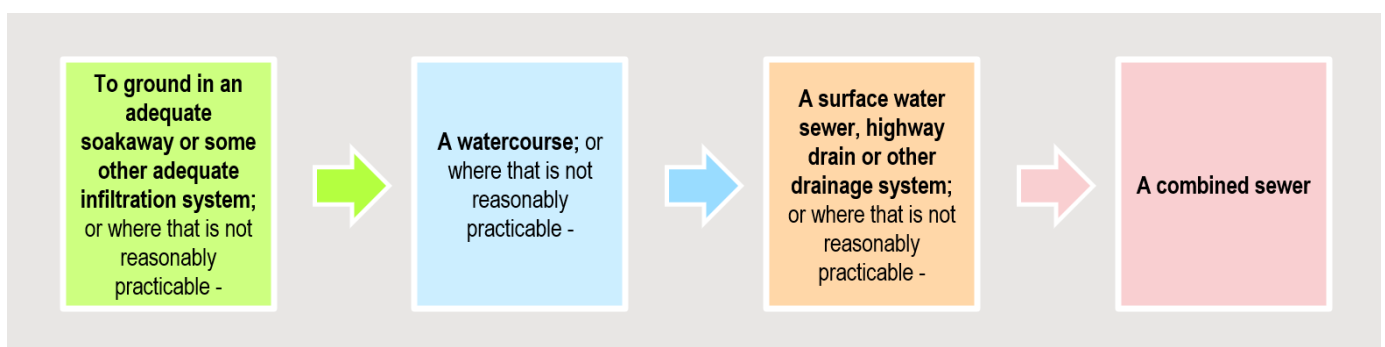 To ground in an
adequate
soakaway or some
other adequate
infiltration system;
or where that is not
reasonably
practicable -
A watercourse; or
where that is not
reasonably
practicable -
A surface water
sewer, highway
drain or other
drainage system;
or where that is not
reasonably
practicable -
A combined sewer